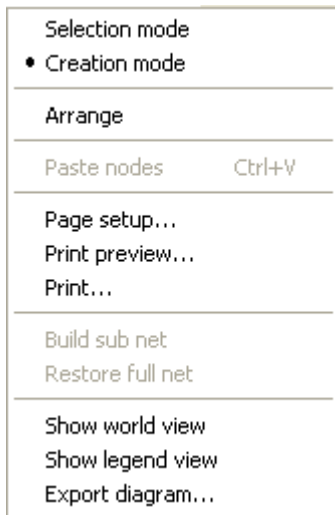 Selection mode
• Creation mode
Arrange
Paste nodes Ctrl+V
Page setup...
Print preview...
Print...
Build sub net
Restore full net
Show world view
Show legend view
Export diagram...